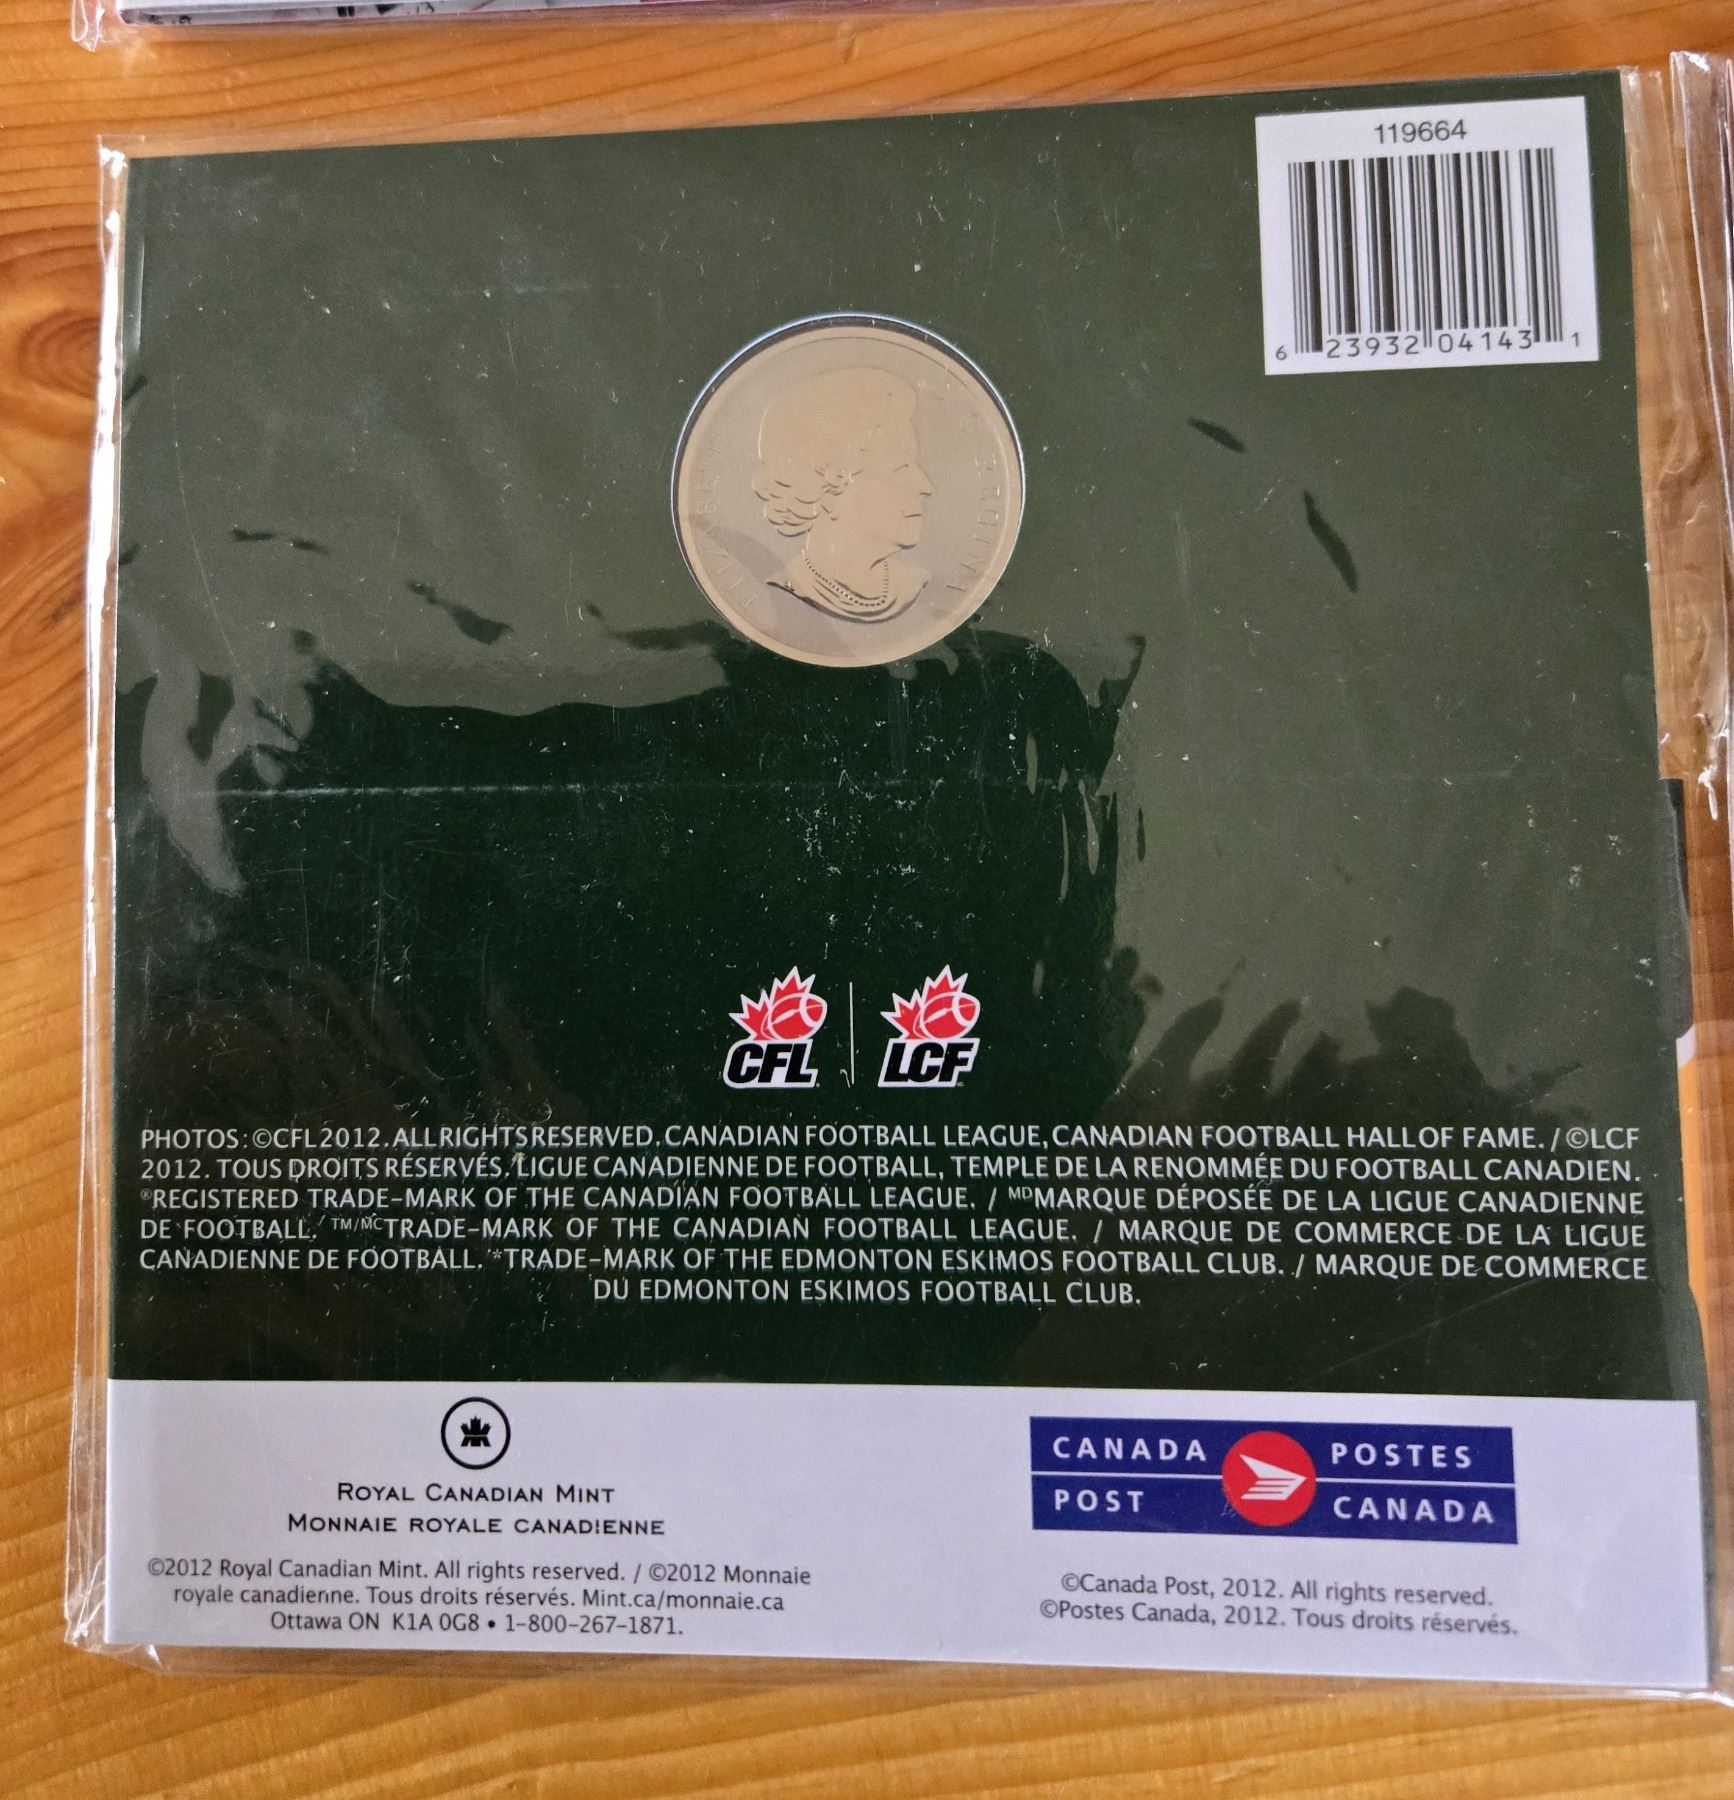 119664
6 23932 04143 1
ELIZABETH II D·G·REGINA
CFL LCF
PHOTOS: ©CFL 2012. ALL RIGHTS RESERVED, CANADIAN FOOTBALL LEAGUE, CANADIAN FOOTBALL HALL OF FAME. / ©LCF
2012. TOUS DROITS RÉSERVÉS, LIGUE CANADIENNE DE FOOTBALL, TEMPLE DE LA RENOMMÉE DU FOOTBALL CANADIEN.
®REGISTERED TRADE-MARK OF THE CANADIAN FOOTBALL LEAGUE. / MDMARQUE DÉPOSÉE DE LA LIGUE CANADIENNE
DE FOOTBALL. TM/MCTRADE-MARK OF THE CANADIAN FOOTBALL LEAGUE. / MARQUE DE COMMERCE DE LA LIGUE
CANADIENNE DE FOOTBALL. *TRADE-MARK OF THE EDMONTON ESKIMOS FOOTBALL CLUB. / MARQUE DE COMMERCE
DU EDMONTON ESKIMOS FOOTBALL CLUB.
ROYAL CANADIAN MINT
MONNAIE ROYALE CANADIENNE
©2012 Royal Canadian Mint. All rights reserved. / ©2012 Monnaie
royale canadienne. Tous droits réservés. Mint.ca/monnaie.ca
Ottawa ON K1A 0G8 • 1-800-267-1871.
CANADA POSTES
POST CANADA
©Canada Post, 2012. All rights reserved.
©Postes Canada, 2012. Tous droits réservés.